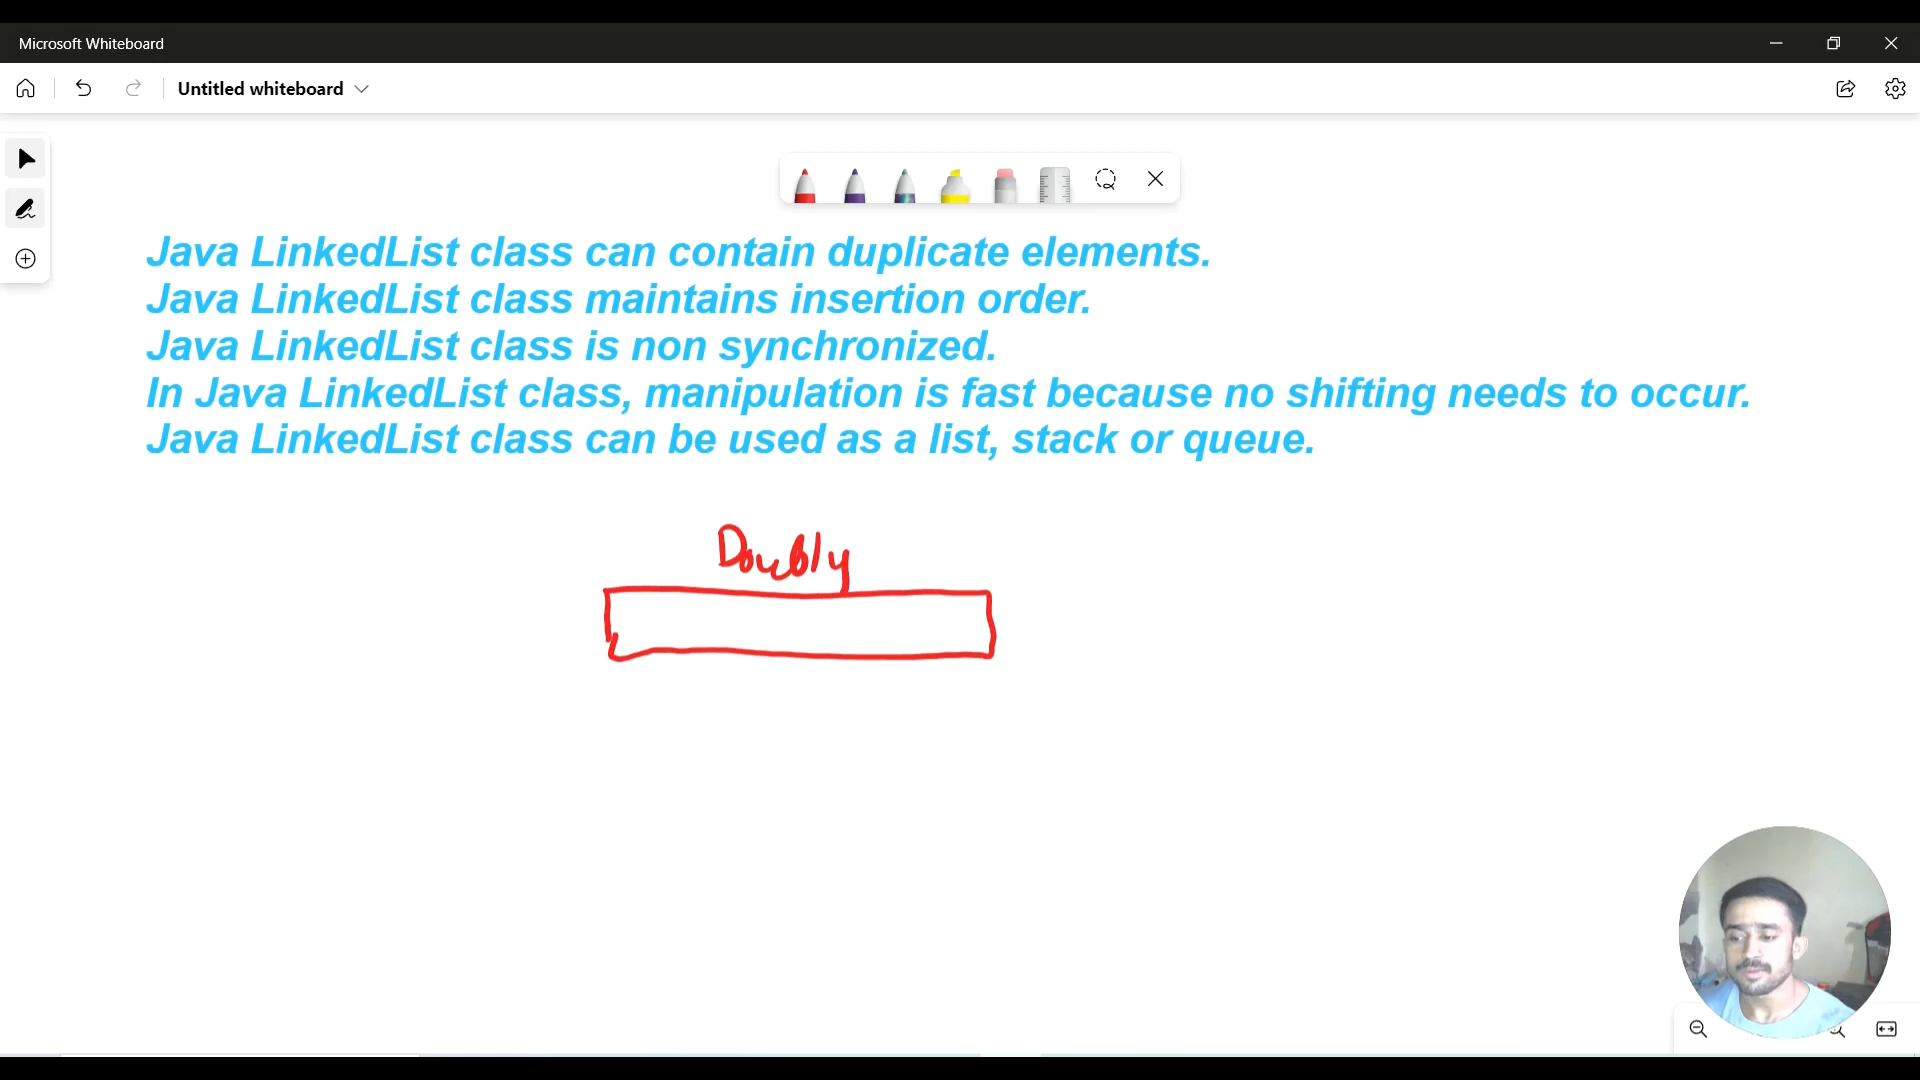 Microsoft Whiteboard
Untitled whiteboard
Java LinkedList class can contain duplicate elements.
Java LinkedList class maintains insertion order.
Java LinkedList class is non synchronized.
In Java LinkedList class, manipulation is fast because no shifting needs to occur.
Java LinkedList class can be used as a list, stack or queue.
Doubly